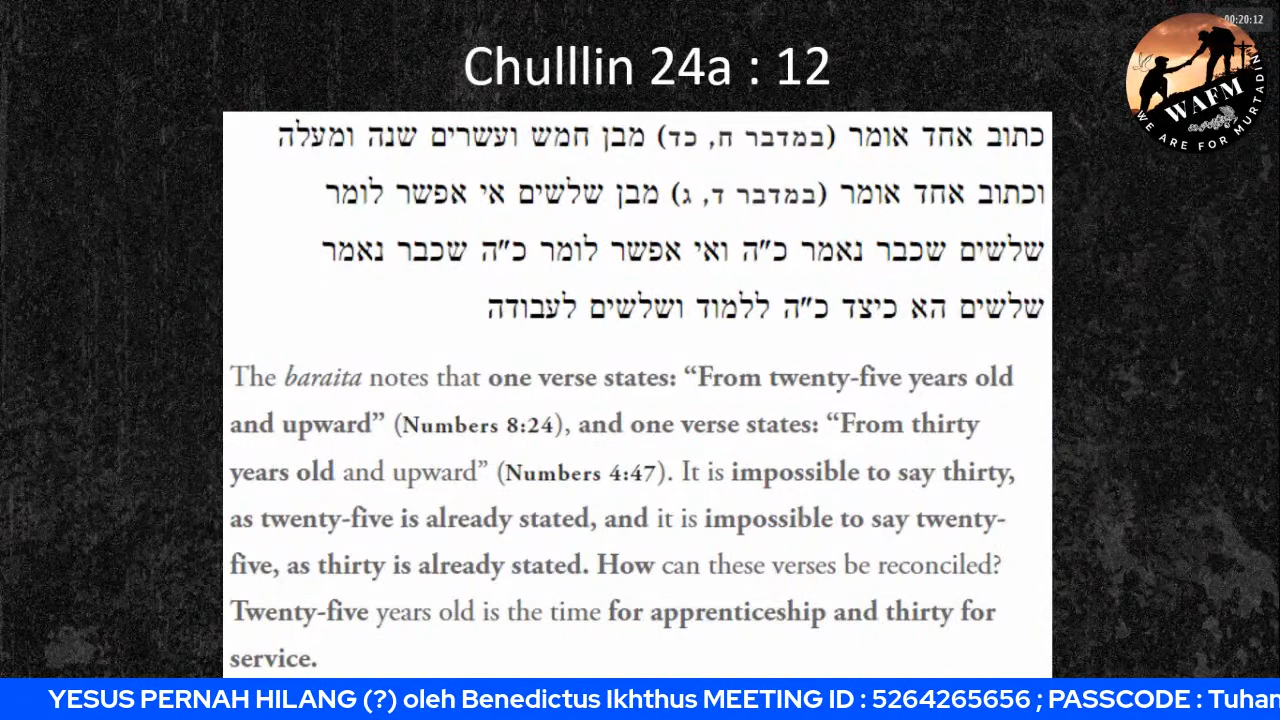 00:20:12
Chulllin 24a : 12
WAFM
WE ARE FOR MURTADIN
כתוב אחד אומר (במדבר ח, כד) מבן חמש ועשרים שנה ומעלה
וכתוב אחד אומר (במדבר ד, ג) מבן שלשים אי אפשר לומר
שלשים שכבר נאמר כ"ה ואי אפשר לומר כ"ה שכבר נאמר
שלשים הא כיצד כ"ה ללמוד ושלשים לעבודה
The baraita notes that one verse states: “From twenty-five years old
and upward” (Numbers 8:24), and one verse states: “From thirty
years old and upward” (Numbers 4:47). It is impossible to say thirty,
as twenty-five is already stated, and it is impossible to say twenty-
five, as thirty is already stated. How can these verses be reconciled?
Twenty-five years old is the time for apprenticeship and thirty for
service.
YESUS PERNAH HILANG (?) oleh Benedictus Ikhthus MEETING ID : 5264265656 ; PASSCODE : Tuhan